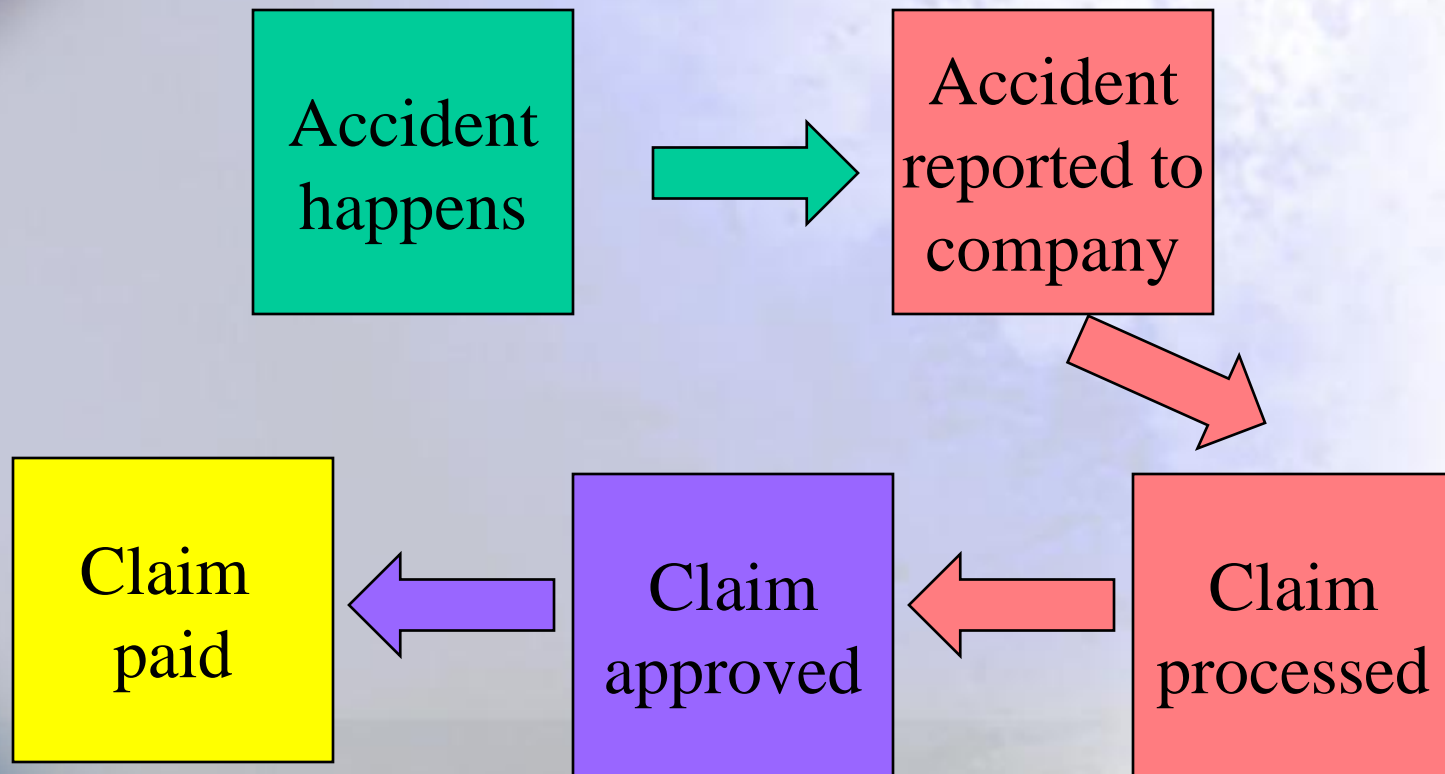 Accident
happens
Accident
reported to
company
Claim
processed
Claim
approved
Claim
paid